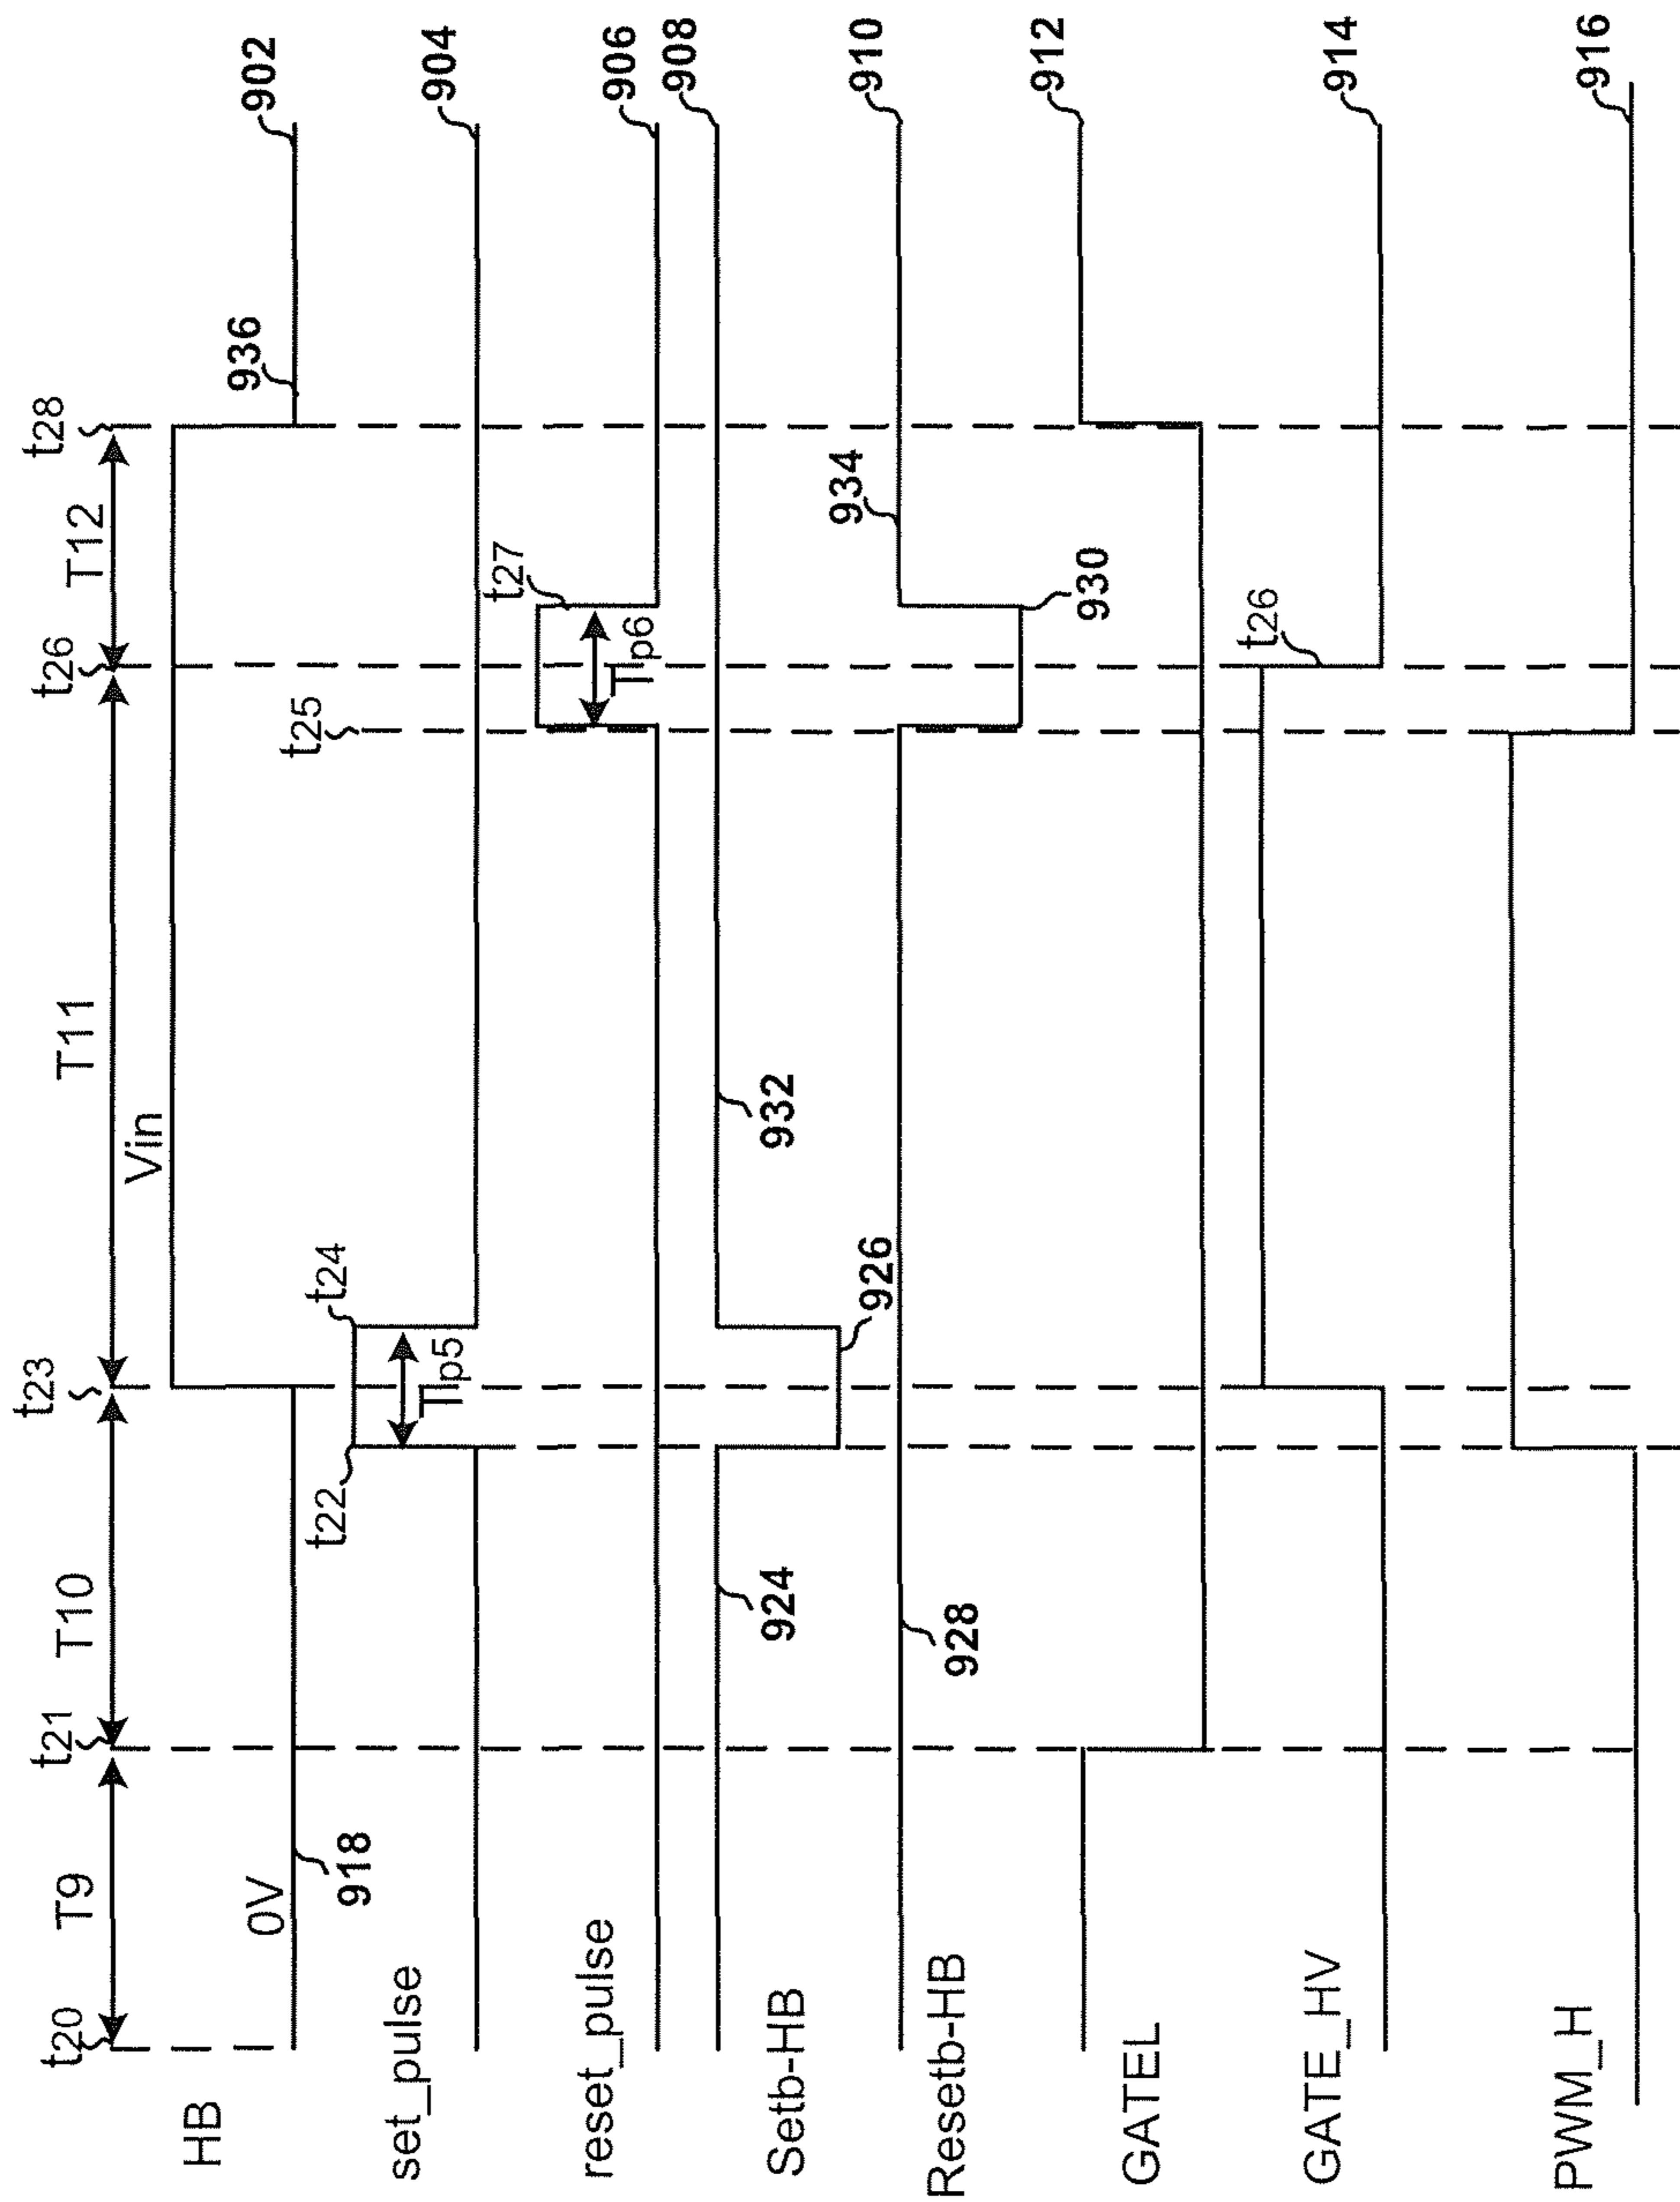 t20
T9
t21
T10
t23
T11
t26
T12
t28
HB
0V
918
Vin
936
902
set_pulse
t22
Tp5
t24
t25
904
reset_pulse
Tp6
t27
906
Setb-HB
924
926
932
908
Resetb-HB
928
930
934
910
GATEL
912
GATE_HV
t26
914
PWM_H
916